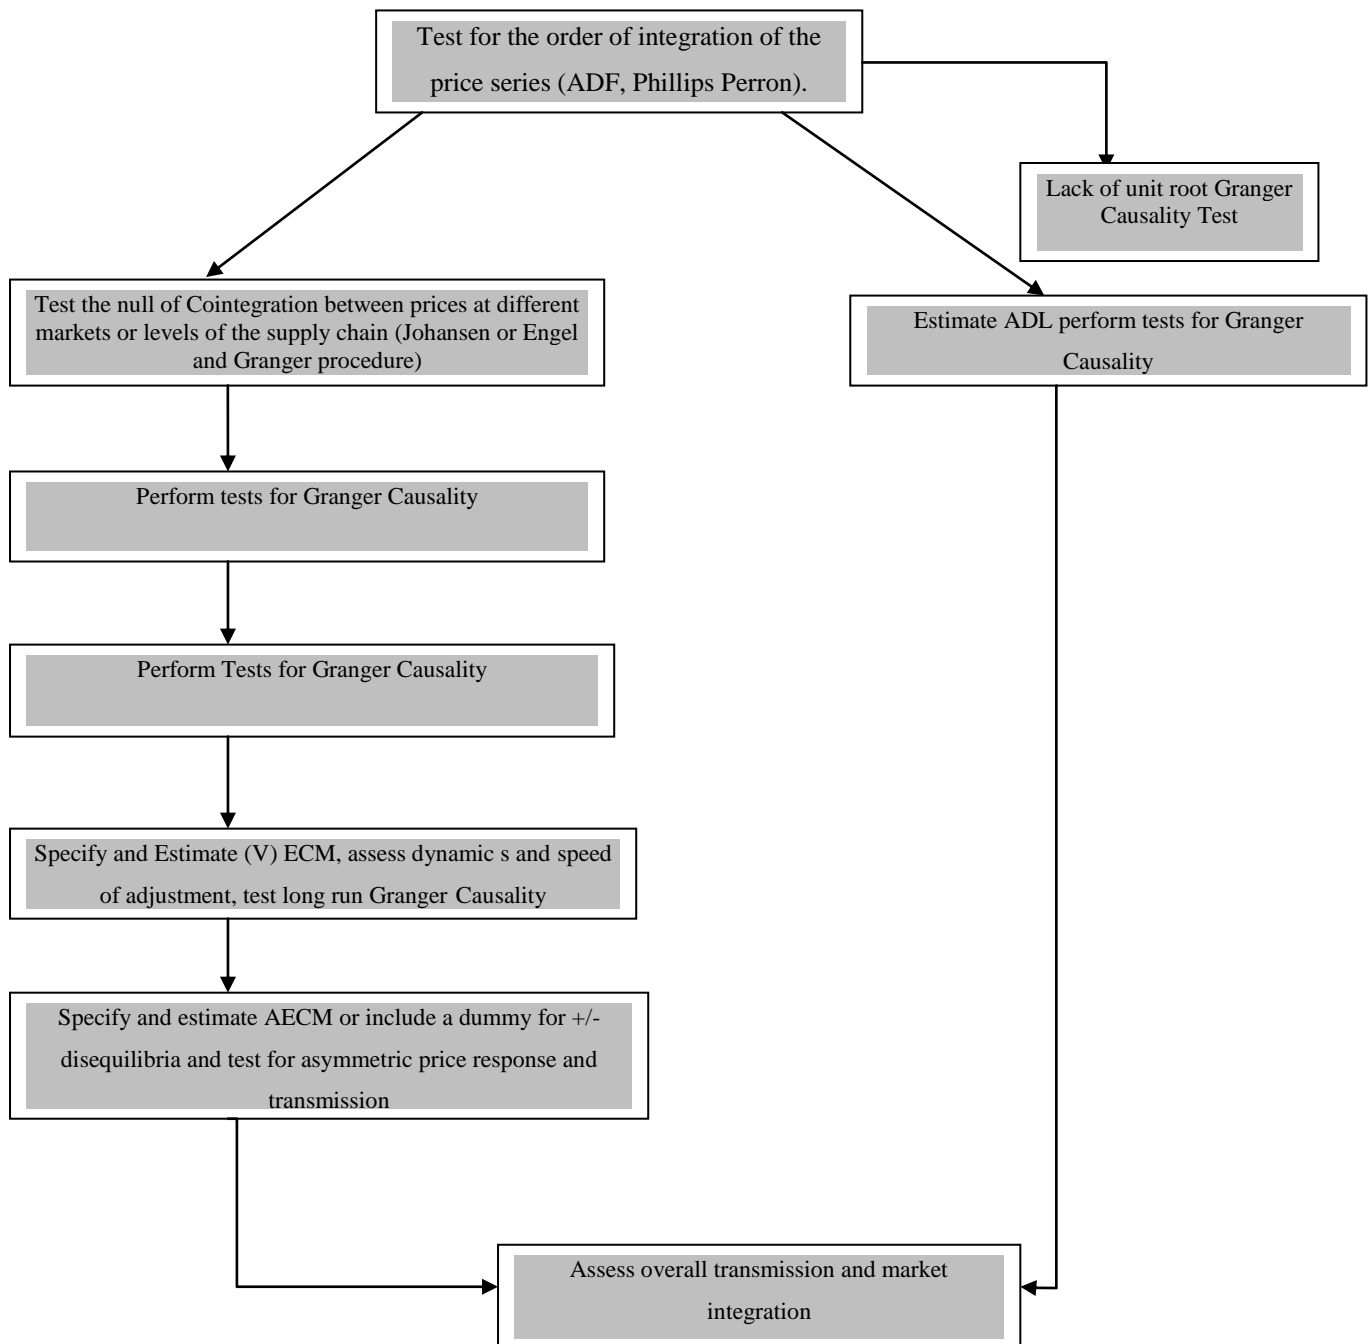 Test for the order of integration of the
price series (ADF, Phillips Perron).
Lack of unit root Granger
Causality Test
Test the null of Cointegration between prices at different
markets or levels of the supply chain (Johansen or Engel
and Granger procedure)
Estimate ADL perform tests for Granger
Causality
Perform tests for Granger Causality
Perform Tests for Granger Causality
Specify and Estimate (V) ECM, assess dynamic s and speed
of adjustment, test long run Granger Causality
Specify and estimate AECM or include a dummy for +/-
disequilibria and test for asymmetric price response and
transmission
Assess overall transmission and market
integration